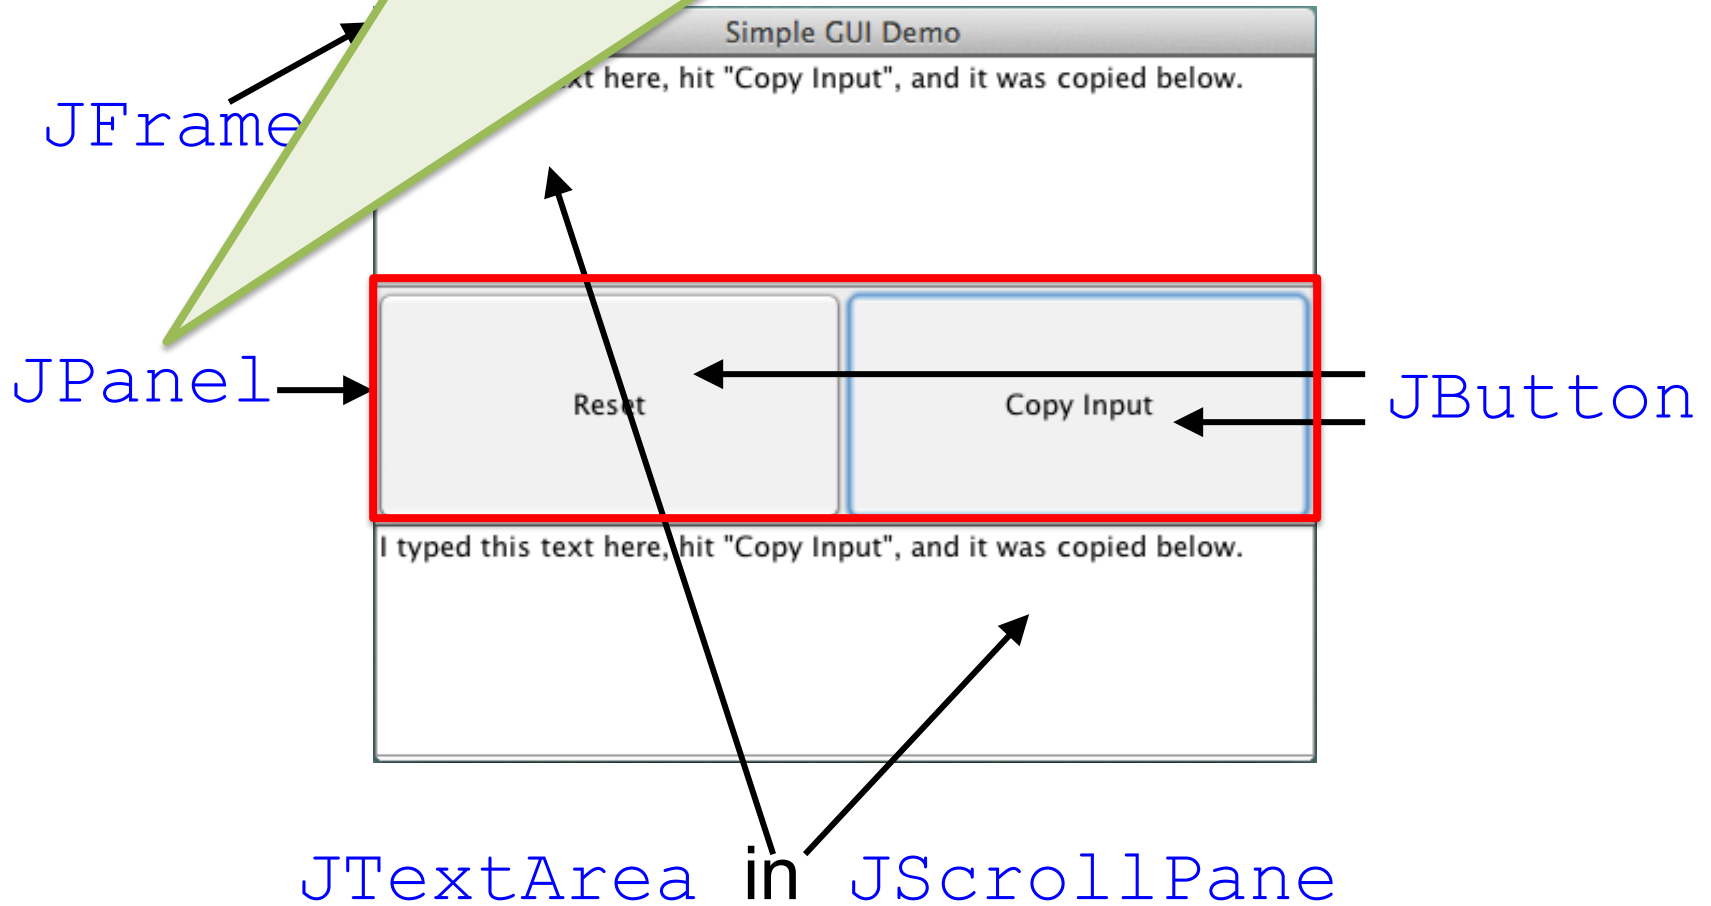 Simple GUI Demo
text here, hit "Copy Input", and it was copied below.
JFrame
JPanel
Reset
Copy Input
JButton
I typed this text here, hit "Copy Input", and it was copied below.
JTextArea in JScrollPane